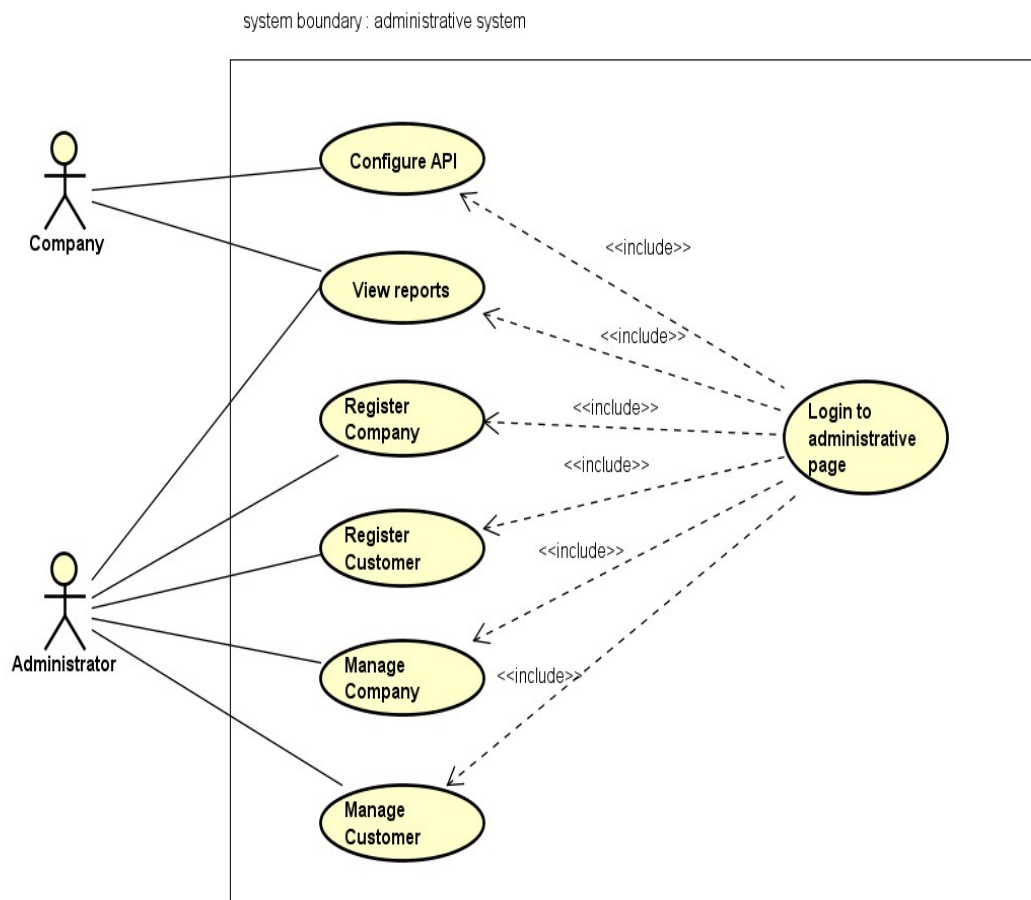 system boundary : administrative system
Configure API
Company
<<include>>
View reports
<<include>>
Register
Company
<<include>>
Login to
administrative
page
<<include>>
Register
Customer
<<include>>
Administrator
Manage
Company
<<include>>
Manage
Customer